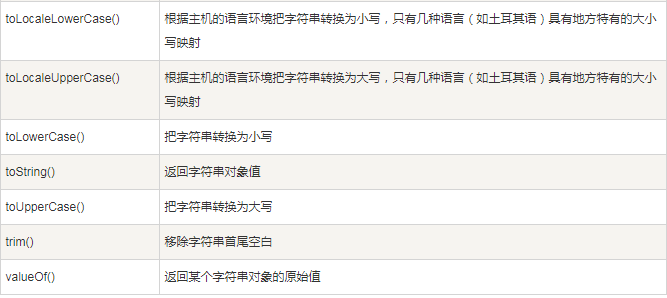 toLocaleLowerCase() 根据主机的语言环境把字符串转换为小写，只有几种语言（如土耳其语）具有地方特有的大小
写映射
toLocaleUpperCase() 根据主机的语言环境把字符串转换为大写，只有几种语言（如土耳其语）具有地方特有的大小
写映射
toLowerCase() 把字符串转换为小写
toString() 返回字符串对象值
toUpperCase() 把字符串转换为大写
trim() 移除字符串首尾空白
valueOf() 返回某个字符串对象的原始值